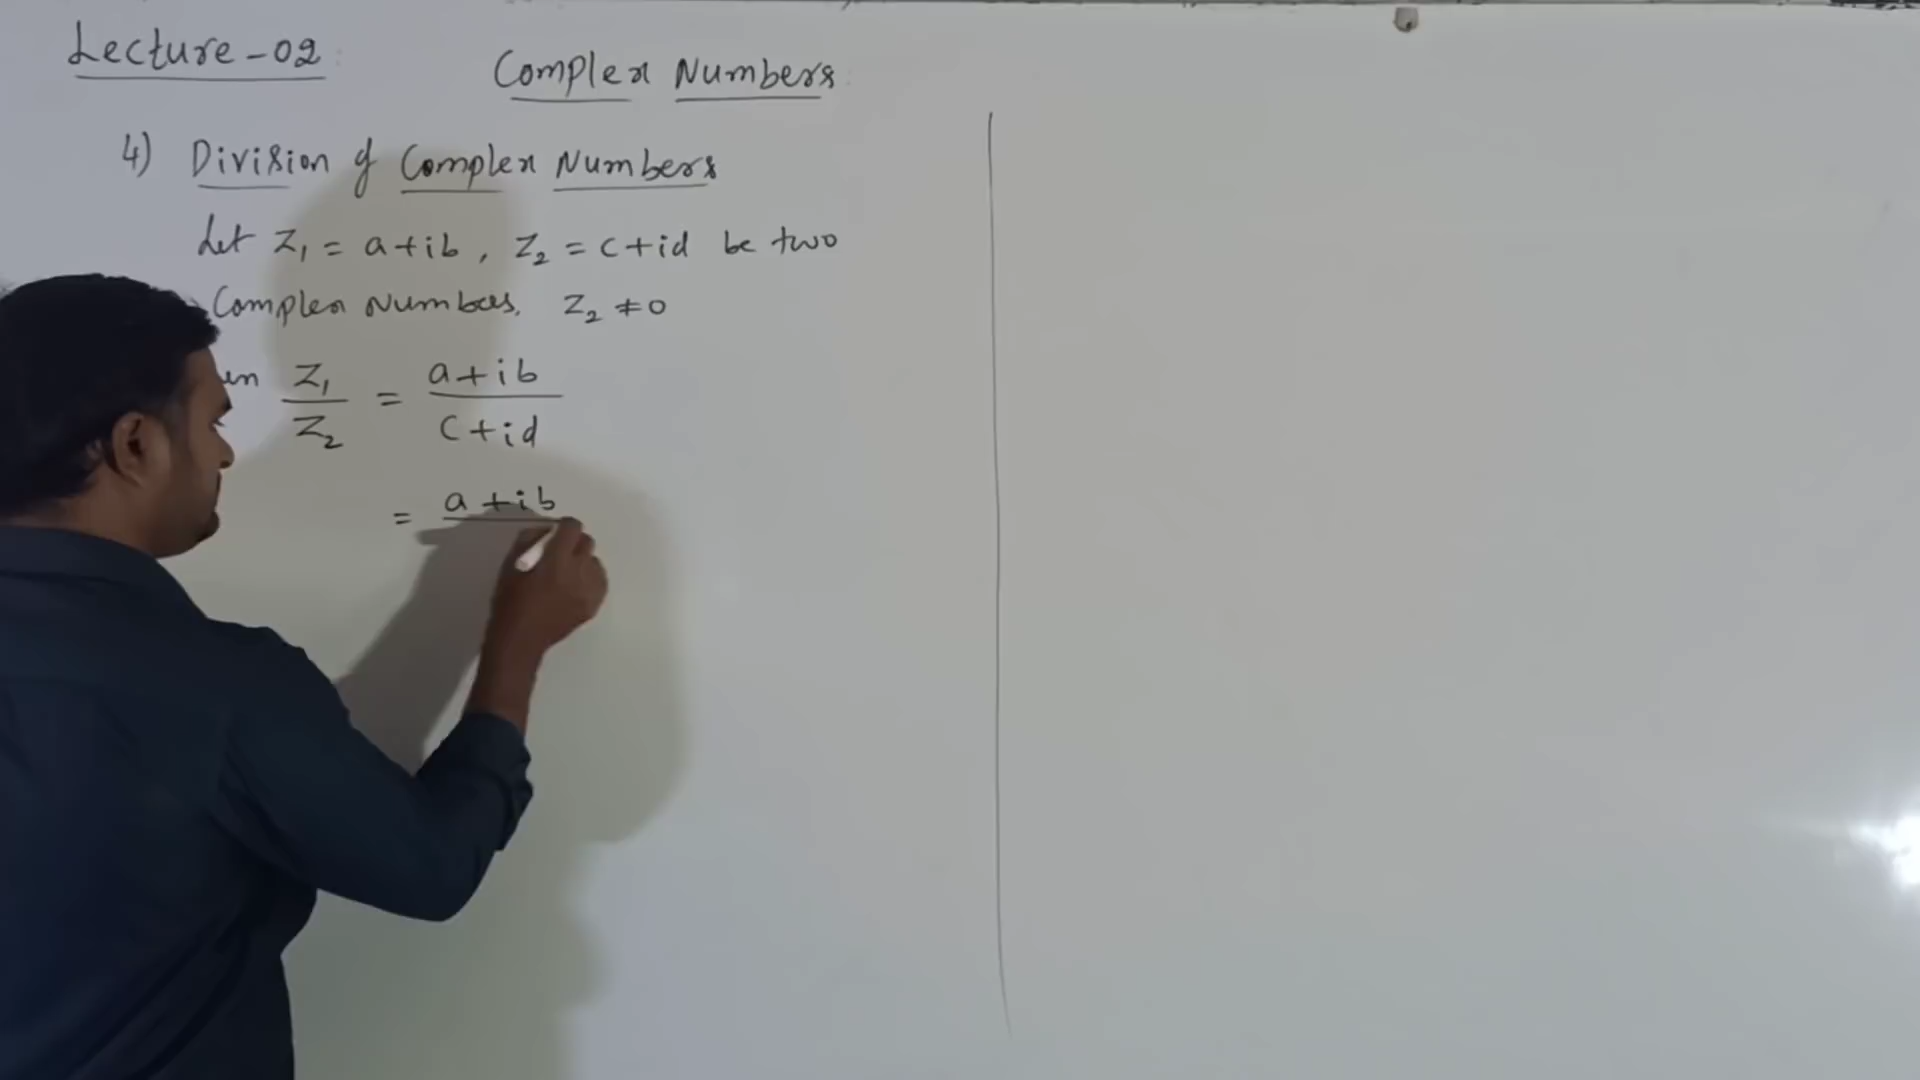 Lecture-02
Complex Numbers
4) Division of Complex Numbers
Let z₁ = a+ib, z₂ = c+id be two
Complex Numbers, z₂ ≠ 0
z₁/z₂ = a+ib/c+id
= a+ib